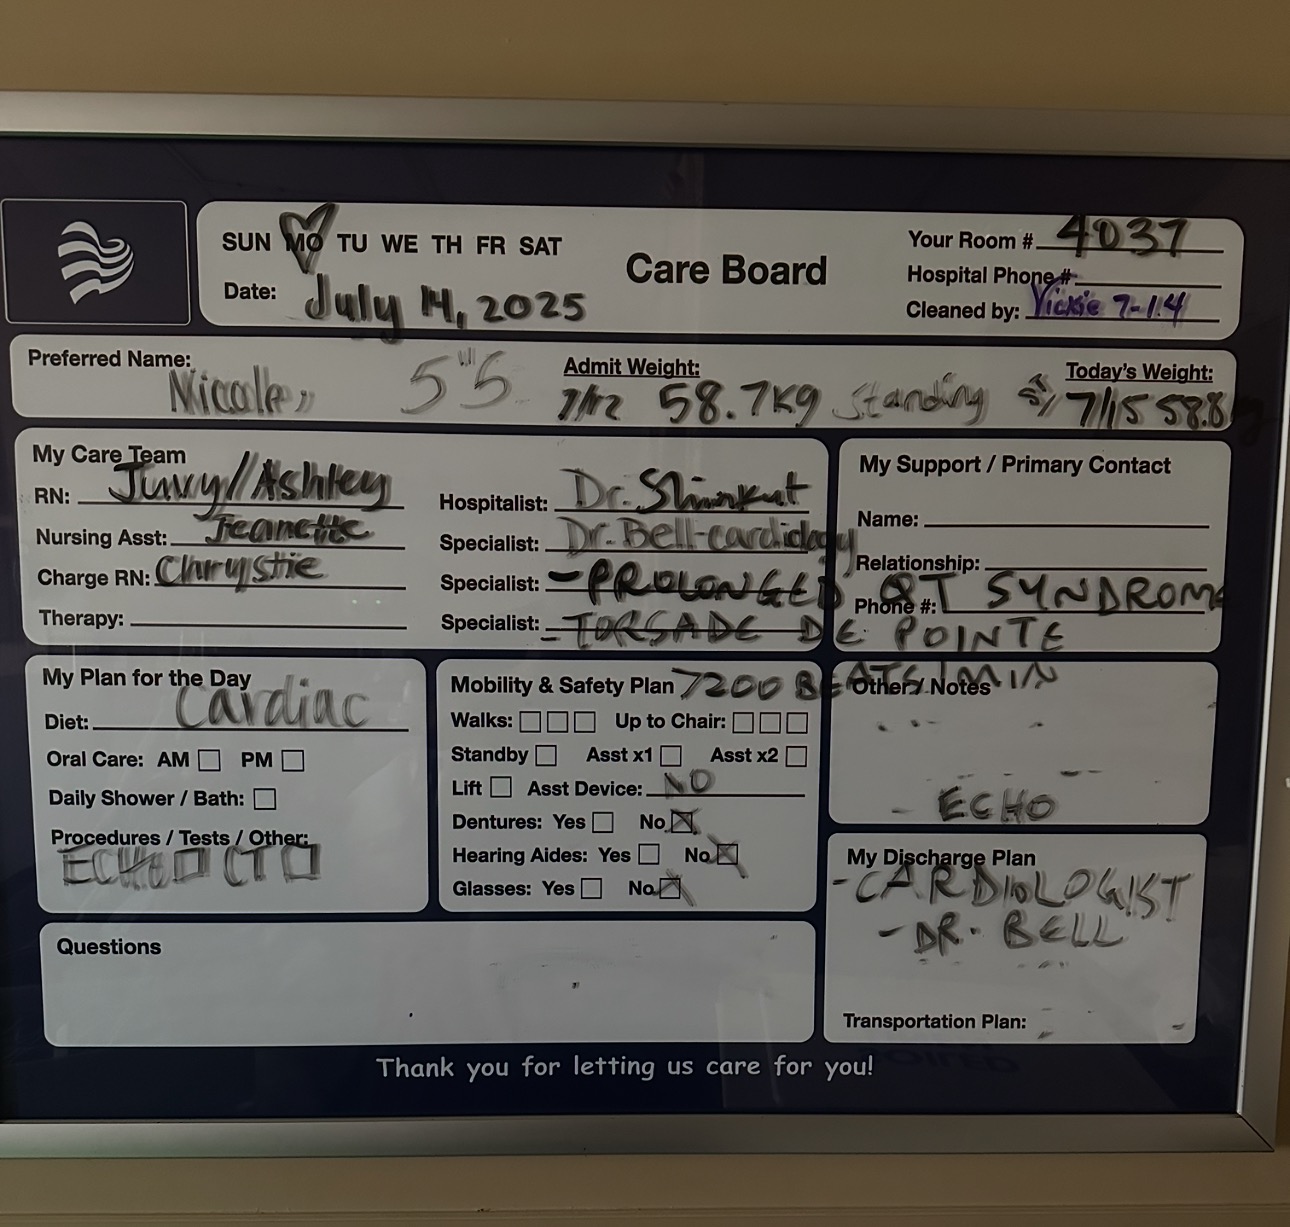 SUN MO TU WE TH FR SAT
Date: July 14, 2025
Care Board
Your Room # 4037
Hospital Phone #:
Cleaned by: Vickie 7-1.4
Preferred Name: Nicole
5"5
Admit Weight:
7/12 58.7Kg Standing
Today's Weight:
7/15 58.8
My Care Team
RN: Juvy//Ashley
Nursing Asst: Jeanette
Charge RN: Chrystie
Therapy:
Hospitalist: Dr.
Specialist: Dr. Bell-cardiology
Specialist: - PROLONGED QT SYNDROME
Specialist: - TORSADE DE POINTE
My Support / Primary Contact
Name:
Relationship:
Phone #:
My Plan for the Day
Diet: Cardiac
Oral Care: AM PM
Daily Shower / Bath:
Procedures / Tests / Other:
ECHO CT
Mobility & Safety Plan 7200 BEATS/MIN
Walks: Up to Chair:
Standby Asst x1 Asst x2
Lift Asst Device: NO
Dentures: Yes No
Hearing Aides: Yes No
Glasses: Yes No
Other / Notes
- ECHO
My Discharge Plan
- CARDIOLOGIST
- DR. BELL
Transportation Plan:
Questions
Thank you for letting us care for you!